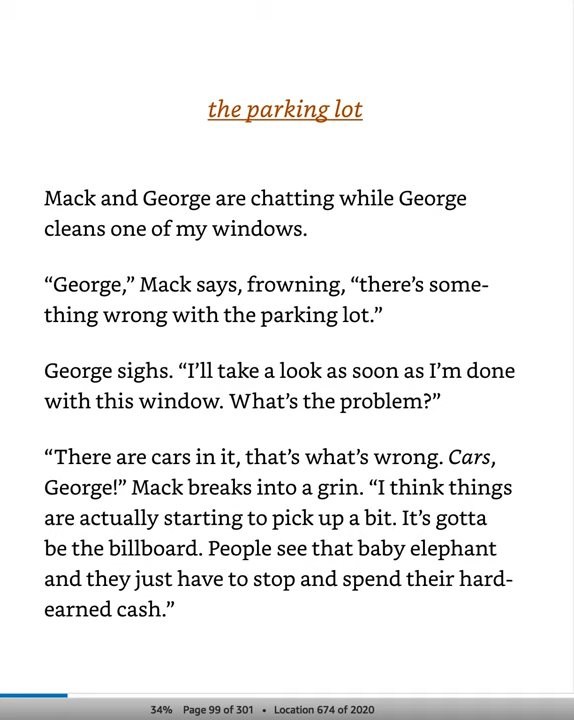 the parking lot
Mack and George are chatting while George
cleans one of my windows.
“George,” Mack says, frowning, “there’s some-
thing wrong with the parking lot.”
George sighs. “I’ll take a look as soon as I’m done
with this window. What’s the problem?”
“There are cars in it, that’s what’s wrong. Cars,
George!” Mack breaks into a grin. “I think things
are actually starting to pick up a bit. It’s gotta
be the billboard. People see that baby elephant
and they just have to stop and spend their hard-
earned cash.”
34% Page 99 of 301 • Location 674 of 2020